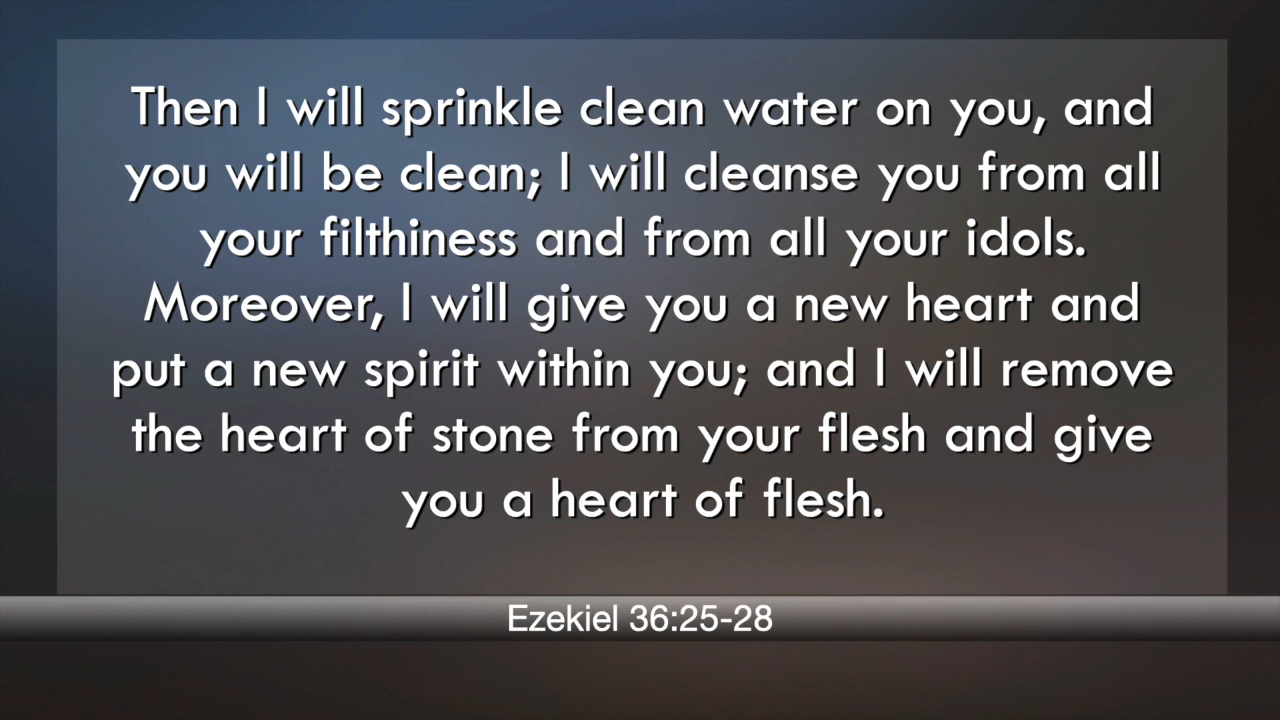 Then I will sprinkle clean water on you, and
you will be clean; I will cleanse you from all
your filthiness and from all your idols.
Moreover, I will give you a new heart and
put a new spirit within you; and I will remove
the heart of stone from your flesh and give
you a heart of flesh.
Ezekiel 36:25-28